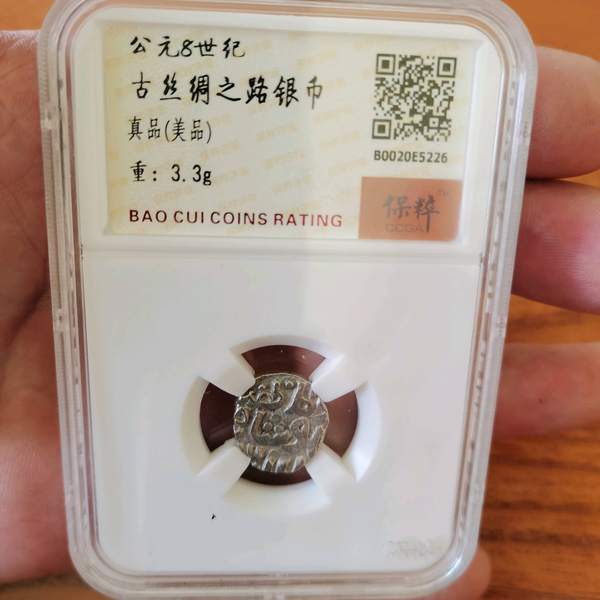 公元8世纪
古丝绸之路银币
真品(美品)
重: 3.3g
B0020E5226
BAO CUI COINS RATING
保粹
CCGA